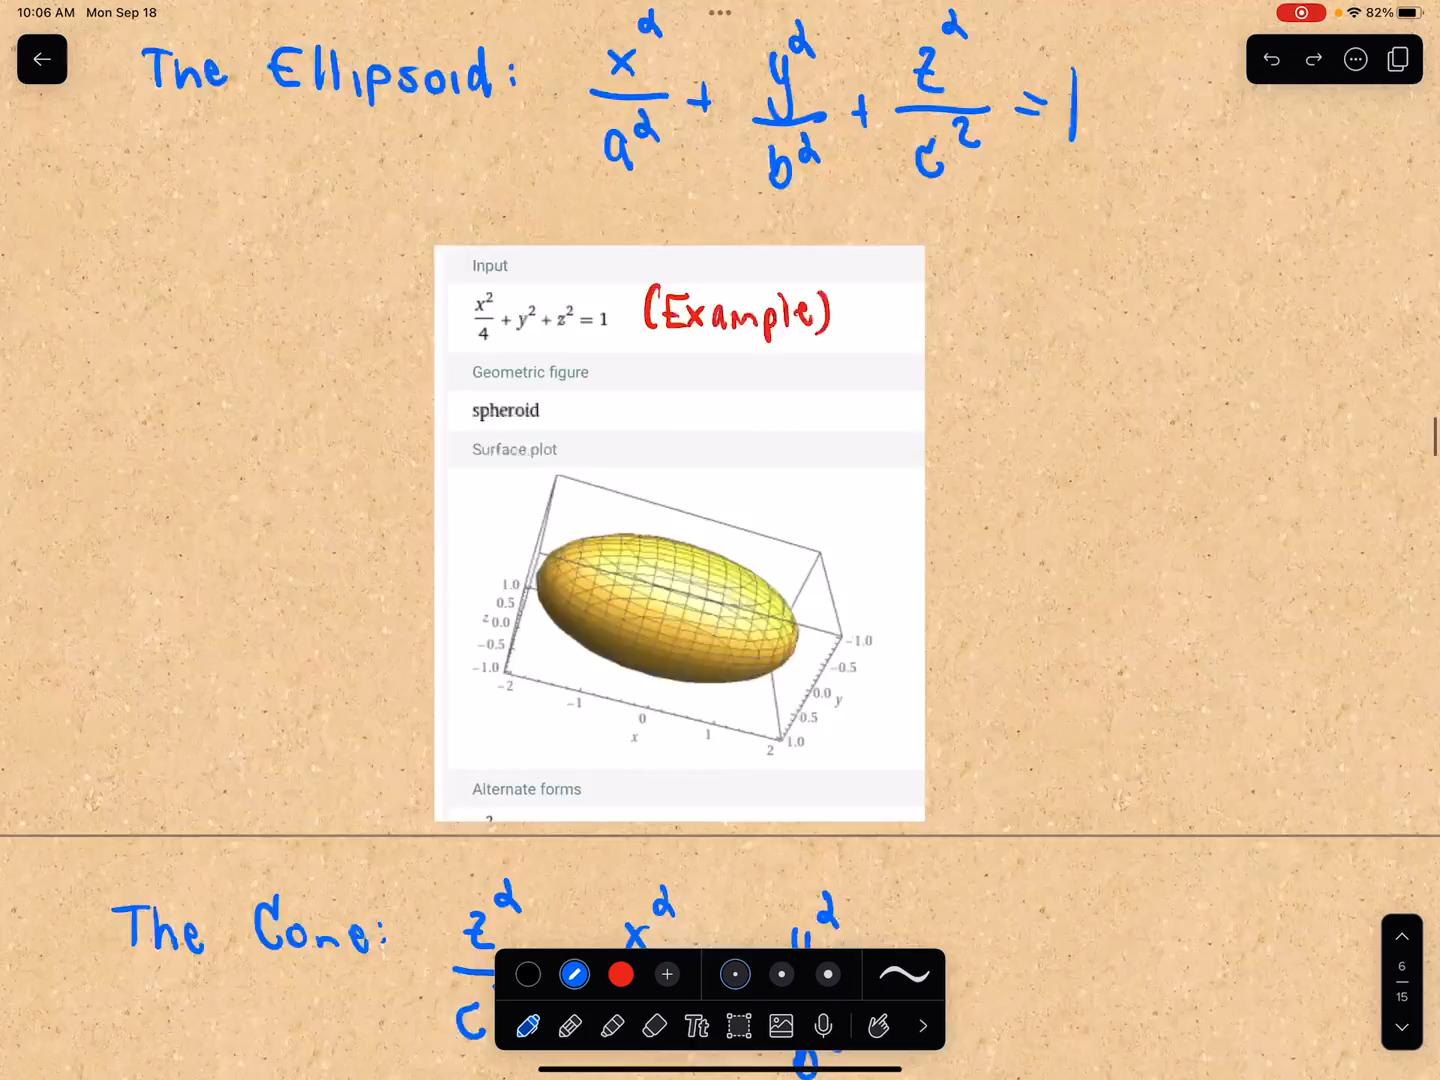 10:06 AM Mon Sep 18
82%
The Ellipsoid: x²/a² + y²/b² + z²/c² = 1
Input
x²/4 + y² + z² = 1 (Example)
Geometric figure
spheroid
Surface plot
1.0
0.5
z 0.0
-0.5
-1.0
-2
-1
0
1
2
x
-1.0
-0.5
0.0
y
0.5
1.0
Alternate forms
2
The Cone: z² x² y²
c
Tt
6
15